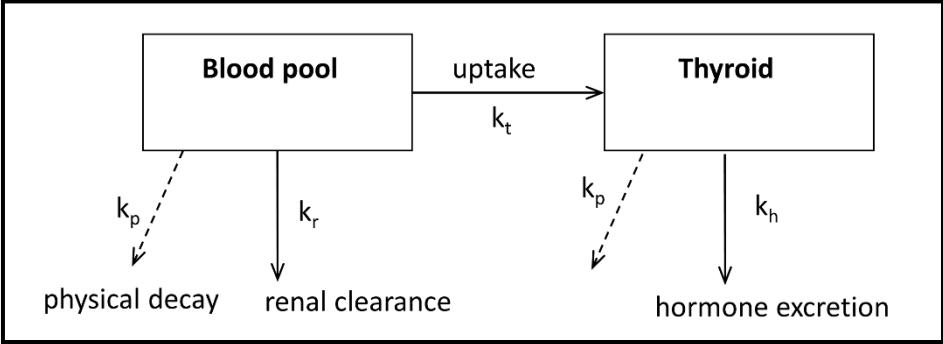 Blood pool
uptake
Thyroid
k_t
k_p
k_r
k_p
k_h
physical decay
renal clearance
hormone excretion